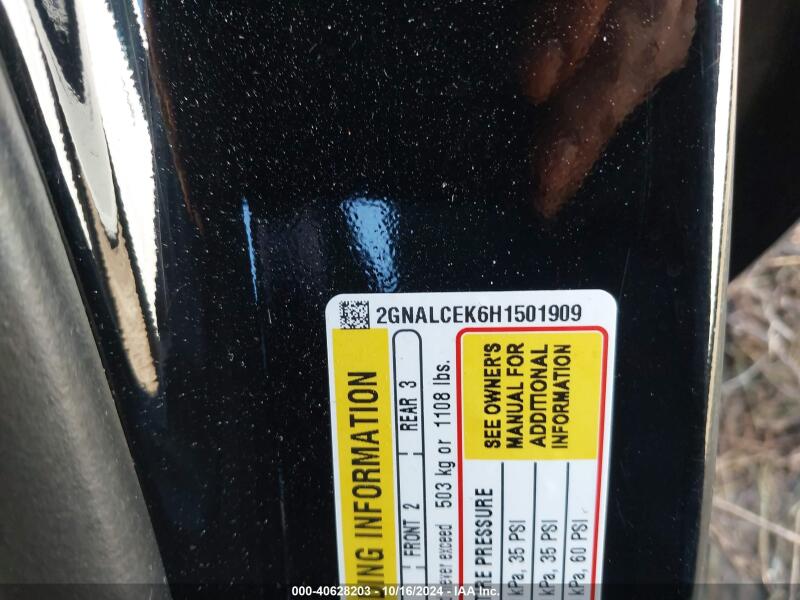 2GNALCEK6H1501909
ING INFORMATION
FRONT 2 REAR 3
ever exceed 503 kg or 1108 lbs.
RE PRESSURE
SEE OWNER'S
MANUAL FOR
ADDITIONAL
INFORMATION
kPa, 35 PSI
kPa, 35 PSI
kPa, 60 PSI
000-40628203 - 10/16/2024 - IAA Inc.